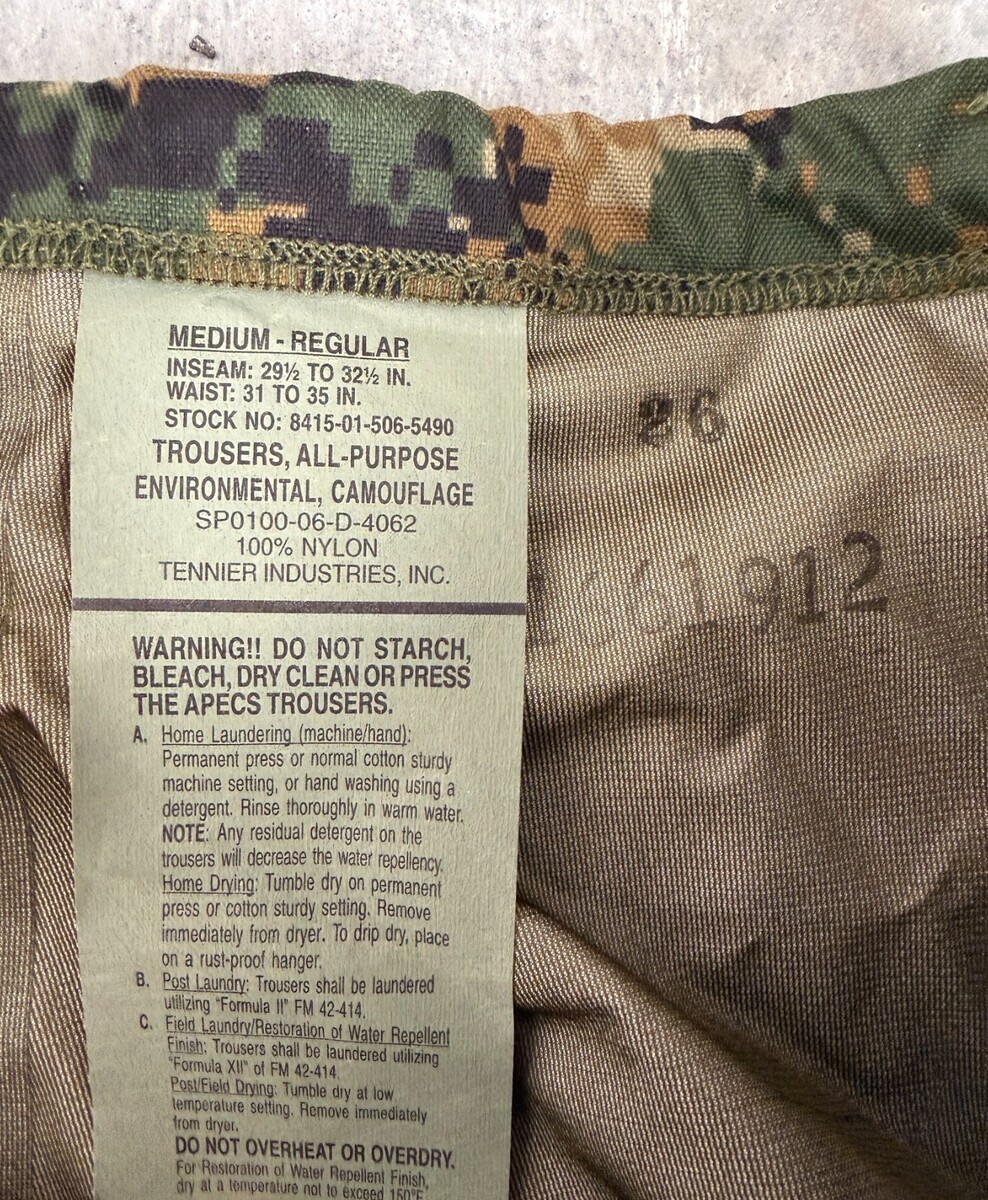 MEDIUM - REGULAR
INSEAM: 29½ TO 32½ IN.
WAIST: 31 TO 35 IN.
STOCK NO: 8415-01-506-5490
TROUSERS, ALL-PURPOSE
ENVIRONMENTAL, CAMOUFLAGE
SP0100-06-D-4062
100% NYLON
TENNIER INDUSTRIES, INC.
26
1912
WARNING!! DO NOT STARCH,
BLEACH, DRY CLEAN OR PRESS
THE APECS TROUSERS.
A. Home Laundering (machine/hand):
Permanent press or normal cotton sturdy
machine setting, or hand washing using a
detergent. Rinse thoroughly in warm water.
NOTE: Any residual detergent on the
trousers will decrease the water repellency.
Home Drying: Tumble dry on permanent
press or cotton sturdy setting. Remove
immediately from dryer. To drip dry, place
on a rust-proof hanger.
B. Post Laundry: Trousers shall be laundered
utilizing "Formula II" FM 42-414.
C. Field Laundry/Restoration of Water Repellent
Finish: Trousers shall be laundered utilizing
"Formula XII" of FM 42-414.
Post/Field Drying: Tumble dry at low
temperature setting. Remove immediately
from dryer.
DO NOT OVERHEAT OR OVERDRY.
For Restoration of Water Repellent Finish,
dry at a temperature not to exceed 150°F